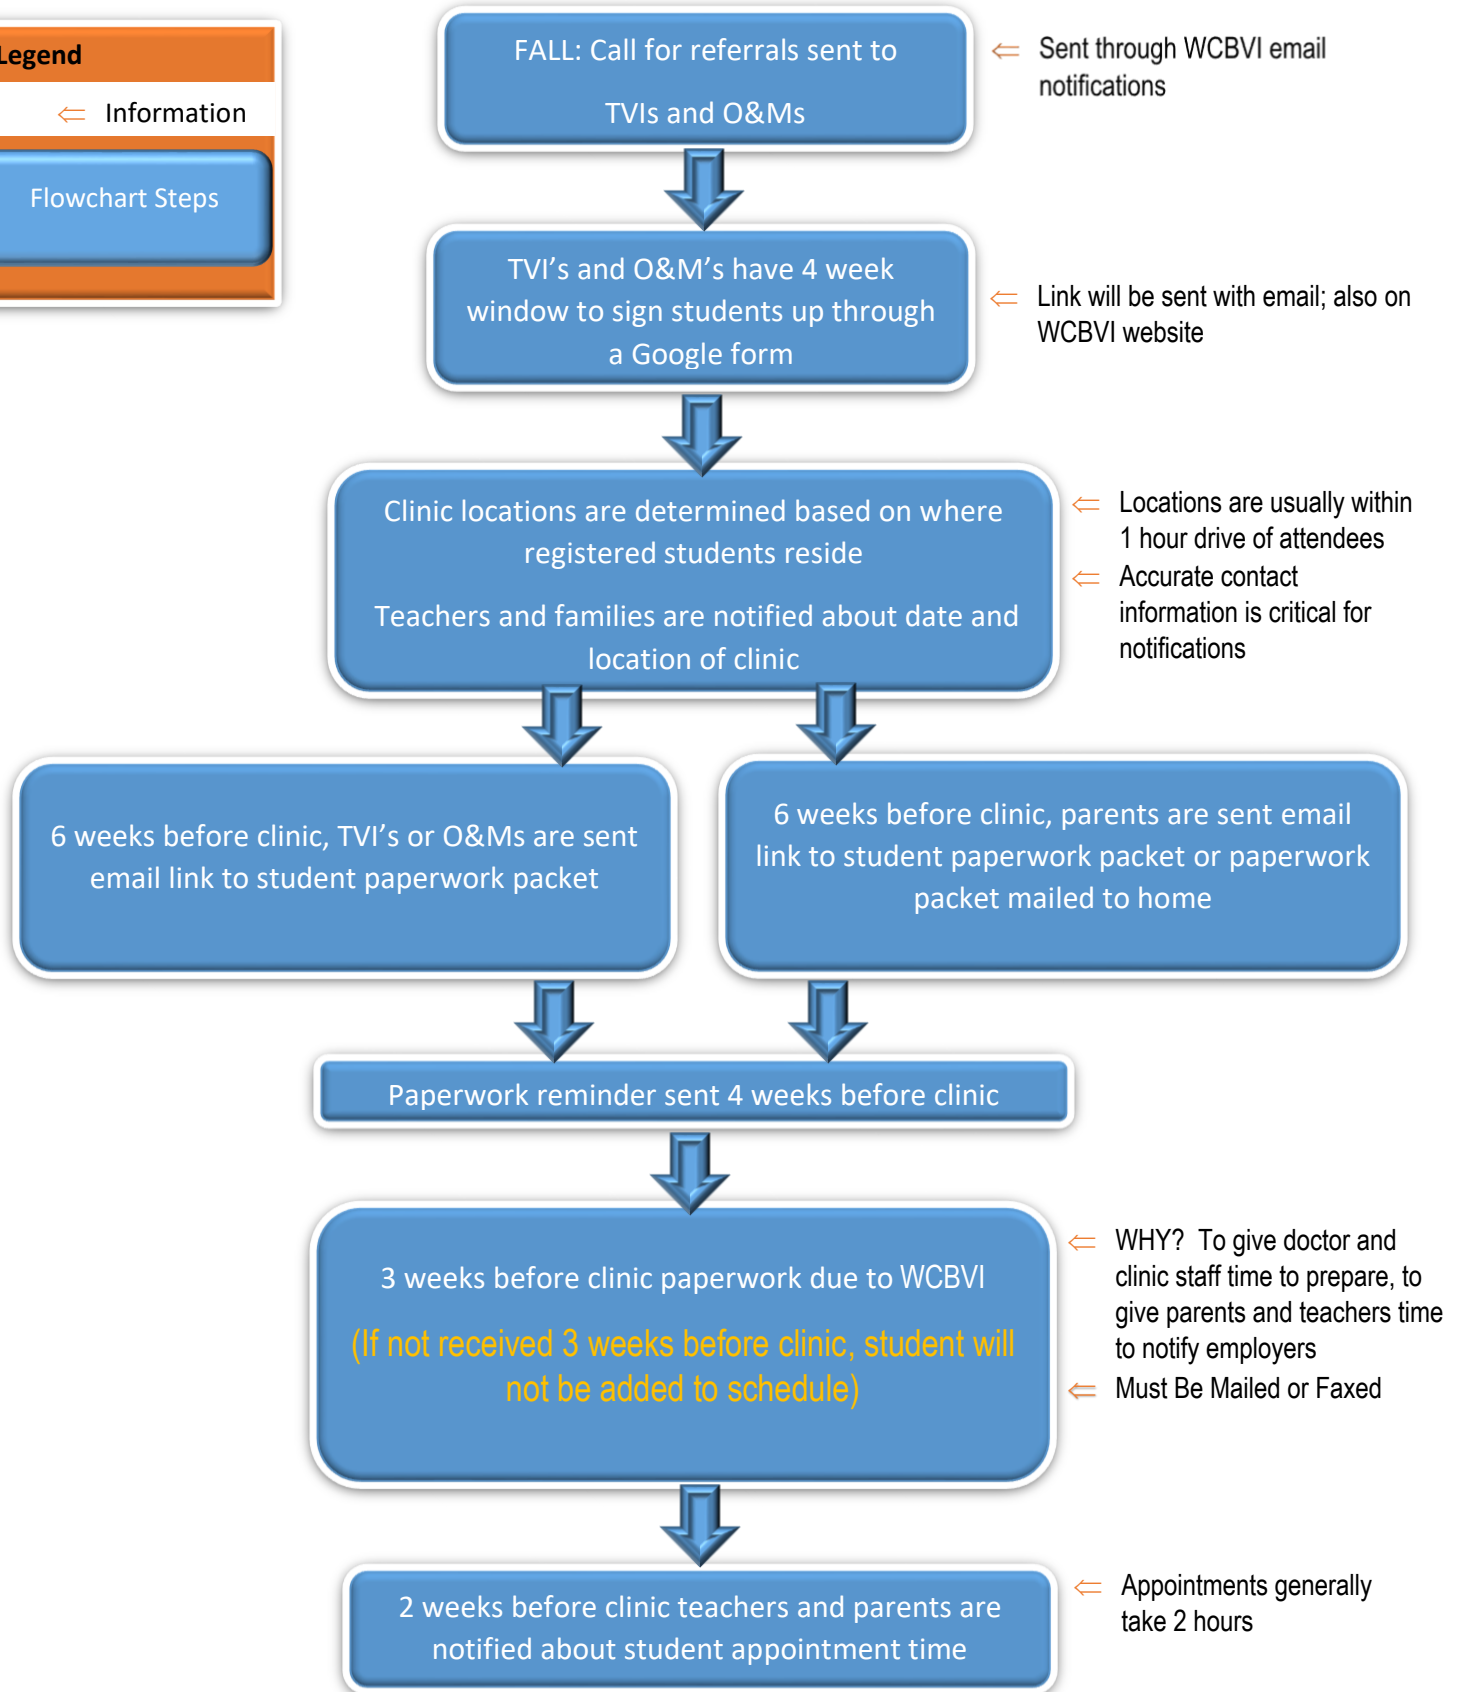 Legend
⇐ Information
Flowchart Steps
FALL: Call for referrals sent to
TVIs and O&Ms
⇐ Sent through WCBVI email
notifications
TVI’s and O&M’s have 4 week
window to sign students up through
a Google form
⇐ Link will be sent with email; also on
WCBVI website
Clinic locations are determined based on where
registered students reside
Teachers and families are notified about date and
location of clinic
⇐ Locations are usually within
1 hour drive of attendees
⇐ Accurate contact
information is critical for
notifications
6 weeks before clinic, TVI’s or O&Ms are sent
email link to student paperwork packet
6 weeks before clinic, parents are sent email
link to student paperwork packet or paperwork
packet mailed to home
Paperwork reminder sent 4 weeks before clinic
3 weeks before clinic paperwork due to WCBVI
(If not received 3 weeks before clinic, student will
not be added to schedule)
⇐ WHY? To give doctor and
clinic staff time to prepare, to
give parents and teachers time
to notify employers
⇐ Must Be Mailed or Faxed
2 weeks before clinic teachers and parents are
notified about student appointment time
⇐ Appointments generally
take 2 hours